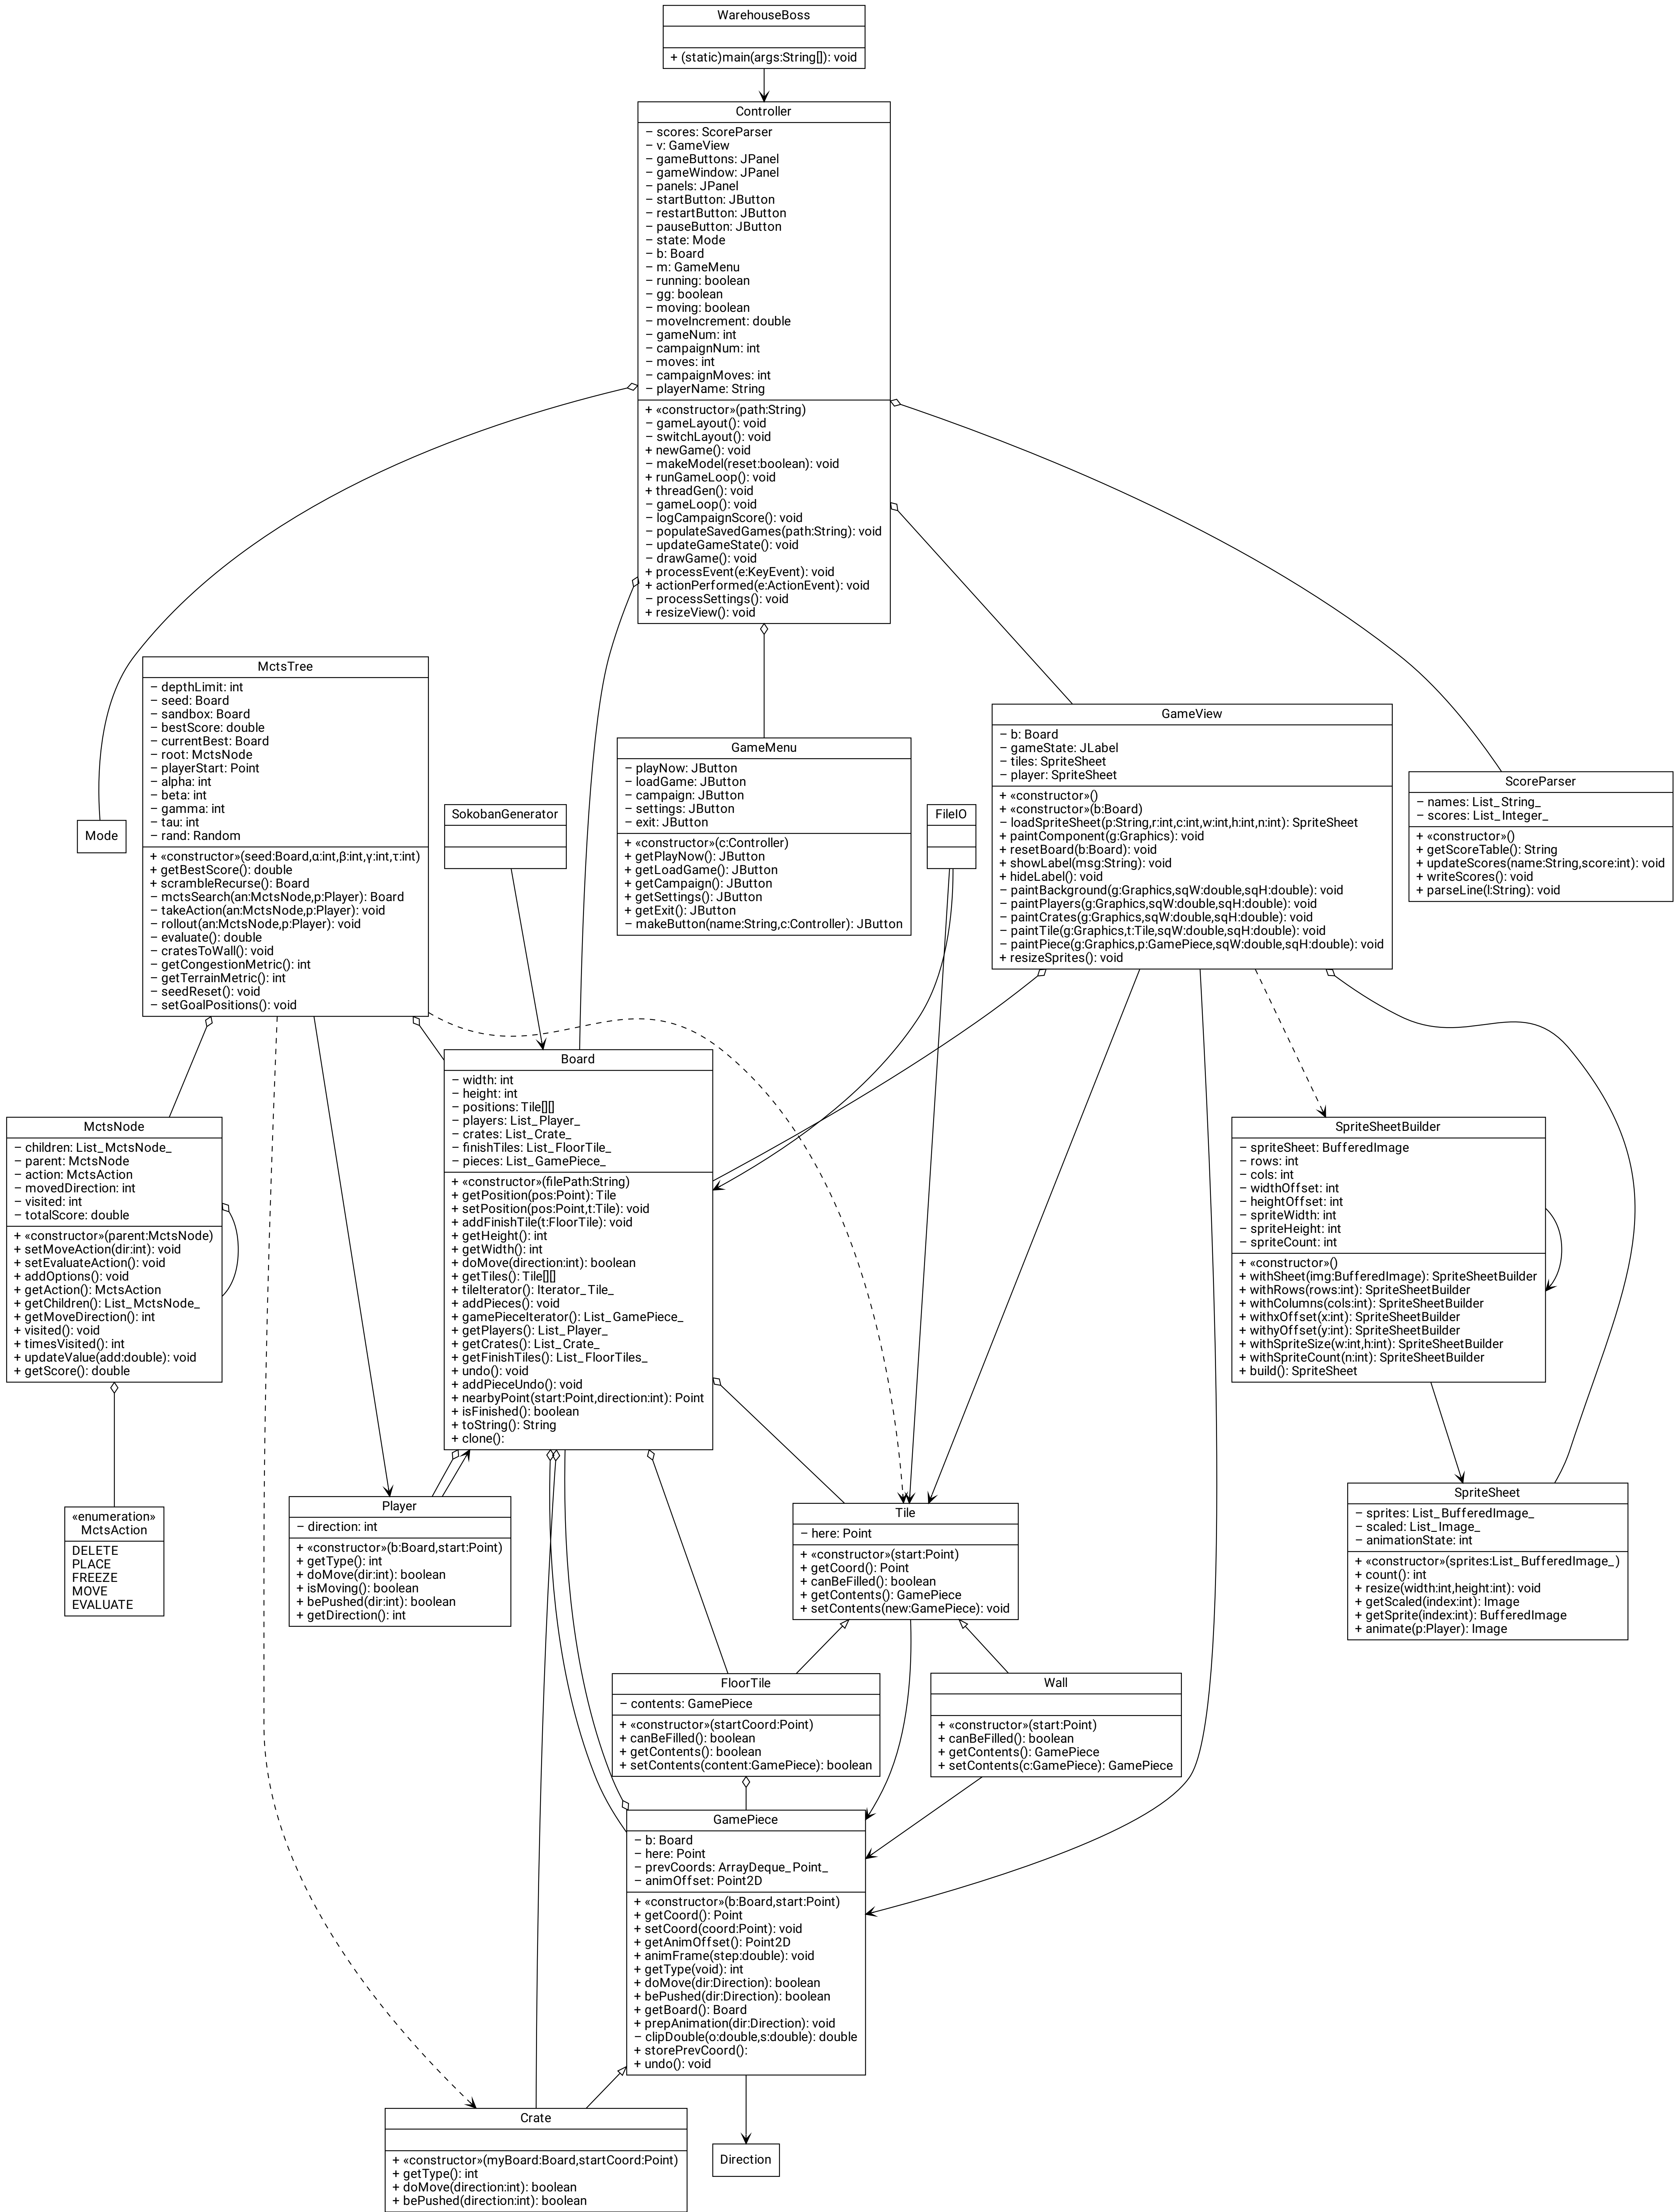 WarehouseBoss
+ (static)main(args:String[]): void
Controller
− scores: ScoreParser
− v: GameView
− gameButtons: JPanel
− gameWindow: JPanel
− panels: JPanel
− startButton: JButton
− restartButton: JButton
− pauseButton: JButton
− state: Mode
− b: Board
− m: GameMenu
− running: boolean
− gg: boolean
− moving: boolean
− moveIncrement: double
− gameNum: int
− campaignNum: int
− moves: int
− campaignMoves: int
− playerName: String
+ «constructor»(path:String)
− gameLayout(): void
− switchLayout(): void
+ newGame(): void
− makeModel(reset:boolean): void
+ runGameLoop(): void
+ threadGen(): void
− gameLoop(): void
− logCampaignScore(): void
− populateSavedGames(path:String): void
− updateGameState(): void
− drawGame(): void
+ processEvent(e:KeyEvent): void
+ actionPerformed(e:ActionEvent): void
− processSettings(): void
+ resizeView(): void
Mode
MctsTree
− depthLimit: int
− seed: Board
− sandbox: Board
− bestScore: double
− currentBest: Board
− root: MctsNode
− playerStart: Point
− alpha: int
− beta: int
− gamma: int
− tau: int
− rand: Random
+ «constructor»(seed:Board,α:int,β:int,γ:int,τ:int)
+ getBestScore(): double
+ scrambleRecurse(): Board
− mctsSearch(an:MctsNode,p:Player): Board
− takeAction(an:MctsNode,p:Player): void
− rollout(an:MctsNode,p:Player): void
− evaluate(): double
− cratesToWall(): void
− getCongestionMetric(): int
− getTerrainMetric(): int
− seedReset(): void
− setGoalPositions(): void
SokobanGenerator
GameMenu
− playNow: JButton
− loadGame: JButton
− campaign: JButton
− settings: JButton
− exit: JButton
+ «constructor»(c:Controller)
+ getPlayNow(): JButton
+ getLoadGame(): JButton
+ getCampaign(): JButton
+ getSettings(): JButton
+ getExit(): JButton
− makeButton(name:String,c:Controller): JButton
FileIO
GameView
− b: Board
− gameState: JLabel
− tiles: SpriteSheet
− player: SpriteSheet
+ «constructor»()
+ «constructor»(b:Board)
− loadSpriteSheet(p:String,r:int,c:int,w:int,h:int,n:int): SpriteSheet
+ paintComponent(g:Graphics): void
+ resetBoard(b:Board): void
+ showLabel(msg:String): void
+ hideLabel(): void
− paintBackground(g:Graphics,sqW:double,sqH:double): void
− paintPlayers(g:Graphics,sqW:double,sqH:double): void
− paintCrates(g:Graphics,sqW:double,sqH:double): void
− paintTile(g:Graphics,t:Tile,sqW:double,sqH:double): void
− paintPiece(g:Graphics,p:GamePiece,sqW:double,sqH:double): void
+ resizeSprites(): void
ScoreParser
− names: List_String_
− scores: List_Integer_
+ «constructor»()
+ getScoreTable(): String
+ updateScores(name:String,score:int): void
+ writeScores(): void
+ parseLine(l:String): void
MctsNode
− children: List_MctsNode_
− parent: MctsNode
− action: MctsAction
− movedDirection: int
− visited: int
− totalScore: double
+ «constructor»(parent:MctsNode)
+ setMoveAction(dir:int): void
+ setEvaluateAction(): void
+ addOptions(): void
+ getAction(): MctsAction
+ getChildren(): List_MctsNode_
+ getMoveDirection(): int
+ visited(): void
+ timesVisited(): int
+ updateValue(add:double): void
+ getScore(): double
Board
− width: int
− height: int
− positions: Tile[][]
− players: List_Player_
− crates: List_Crate_
− finishTiles: List_FloorTile_
− pieces: List_GamePiece_
+ «constructor»(filePath:String)
+ getPosition(pos:Point): Tile
+ setPosition(pos:Point,t:Tile): void
+ addFinishTile(t:FloorTile): void
+ getHeight(): int
+ getWidth(): int
+ doMove(direction:int): boolean
+ getTiles(): Tile[][]
+ tileIterator(): Iterator_Tile_
+ addPieces(): void
+ gamePieceIterator(): List_GamePiece_
+ getPlayers(): List_Player_
+ getCrates(): List_Crate_
+ getFinishTiles(): List_FloorTiles_
+ undo(): void
+ addPieceUndo(): void
+ nearbyPoint(start:Point,direction:int): Point
+ isFinished(): boolean
+ toString(): String
+ clone():
SpriteSheetBuilder
− spriteSheet: BufferedImage
− rows: int
− cols: int
− widthOffset: int
− heightOffset: int
− spriteWidth: int
− spriteHeight: int
− spriteCount: int
+ «constructor»()
+ withSheet(img:BufferedImage): SpriteSheetBuilder
+ withRows(rows:int): SpriteSheetBuilder
+ withColumns(cols:int): SpriteSheetBuilder
+ withxOffset(x:int): SpriteSheetBuilder
+ withyOffset(y:int): SpriteSheetBuilder
+ withSpriteSize(w:int,h:int): SpriteSheetBuilder
+ withSpriteCount(n:int): SpriteSheetBuilder
+ build(): SpriteSheet
«enumeration»
MctsAction
DELETE
PLACE
FREEZE
MOVE
EVALUATE
Player
− direction: int
+ «constructor»(b:Board,start:Point)
+ getType(): int
+ doMove(dir:int): boolean
+ isMoving(): boolean
+ bePushed(dir:int): boolean
+ getDirection(): int
Tile
− here: Point
+ «constructor»(start:Point)
+ getCoord(): Point
+ canBeFilled(): boolean
+ getContents(): GamePiece
+ setContents(new:GamePiece): void
SpriteSheet
− sprites: List_BufferedImage_
− scaled: List_Image_
− animationState: int
+ «constructor»(sprites:List_BufferedImage_)
+ count(): int
+ resize(width:int,height:int): void
+ getScaled(index:int): Image
+ getSprite(index:int): BufferedImage
+ animate(p:Player): Image
FloorTile
− contents: GamePiece
+ «constructor»(startCoord:Point)
+ canBeFilled(): boolean
+ getContents(): boolean
+ setContents(content:GamePiece): boolean
Wall
+ «constructor»(start:Point)
+ canBeFilled(): boolean
+ getContents(): GamePiece
+ setContents(c:GamePiece): GamePiece
GamePiece
− b: Board
− here: Point
− prevCoords: ArrayDeque_Point_
− animOffset: Point2D
+ «constructor»(b:Board,start:Point)
+ getCoord(): Point
+ setCoord(coord:Point): void
+ getAnimOffset(): Point2D
+ animFrame(step:double): void
+ getType(void): int
+ doMove(dir:Direction): boolean
+ bePushed(dir:Direction): boolean
+ getBoard(): Board
+ prepAnimation(dir:Direction): void
− clipDouble(o:double,s:double): double
+ storePrevCoord():
+ undo(): void
Crate
+ «constructor»(myBoard:Board,startCoord:Point)
+ getType(): int
+ doMove(direction:int): boolean
+ bePushed(direction:int): boolean
Direction